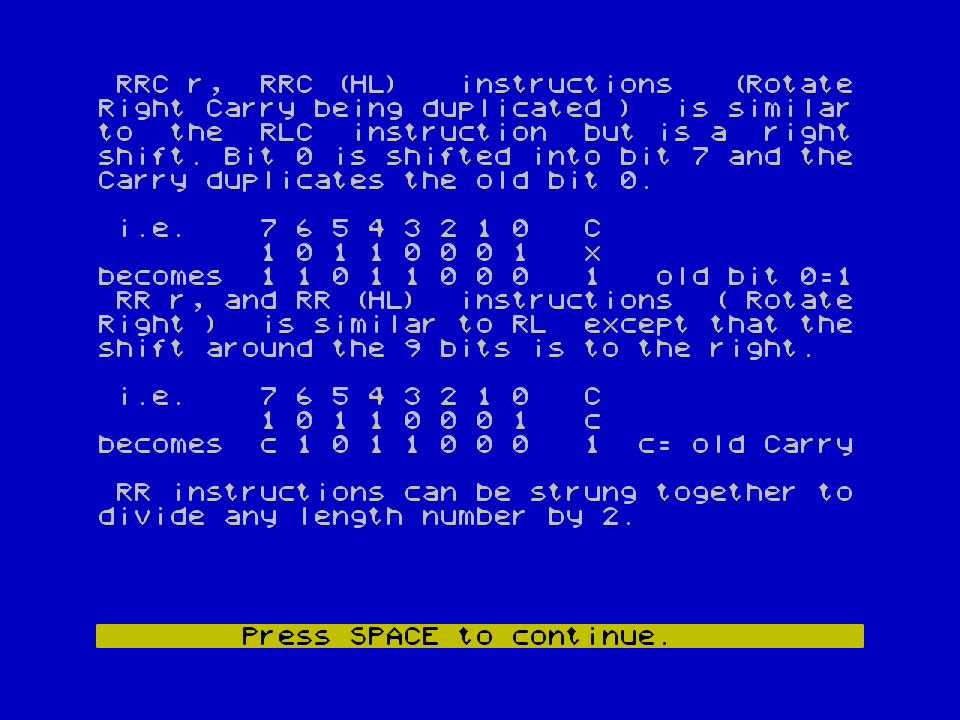 RRC r, RRC (HL) instructions (Rotate
Right Carry being duplicated ) is similar
to the RLC instruction but is a right
shift. Bit 0 is shifted into bit 7 and the
Carry duplicates the old bit 0.
i.e. 7 6 5 4 3 2 1 0 C
1 0 1 1 0 0 0 1 x
becomes 1 1 0 1 1 0 0 0 1 old bit 0=1
RR r, and RR (HL) instructions ( Rotate
Right ) is similar to RL except that the
shift around the 9 bits is to the right.
i.e. 7 6 5 4 3 2 1 0 C
1 0 1 1 0 0 0 1 c
becomes c 1 0 1 1 0 0 0 1 c= old Carry
RR instructions can be strung together to
divide any length number by 2.
Press SPACE to continue.